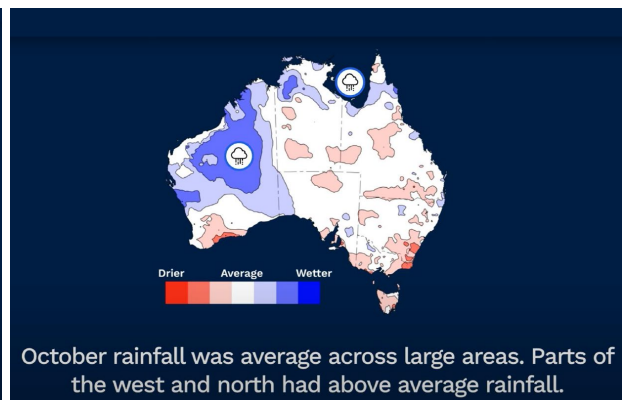 Drier Average Wetter
October rainfall was average across large areas. Parts of
the west and north had above average rainfall.